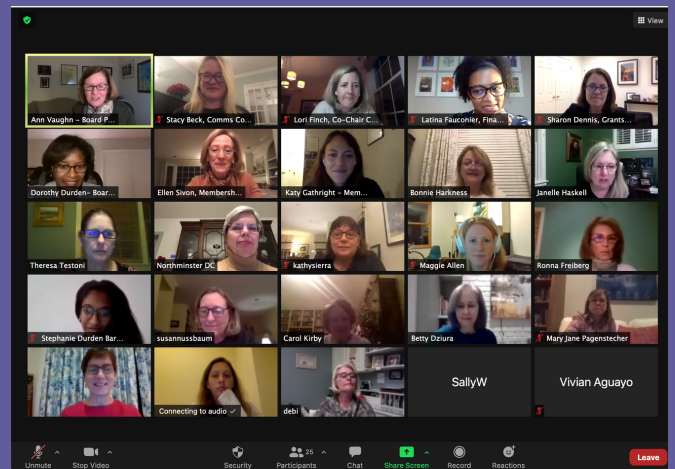 View
Ann Vaughn – Board P...
Stacy Beck, Comms Co...
Lori Finch, Co-Chair C...
Latina Fauconier, Fina...
Sharon Dennis, Grants...
Dorothy Durden- Boar...
Ellen Sivon, Membersh...
Katy Gathright - Mem...
Bonnie Harkness
Janelle Haskell
Theresa Testoni
Northminster DC
kathysierra
Maggie Allen
Ronna Freiberg
Stephanie Durden Bar...
susannussbaum
Carol Kirby
Betty Dziura
Mary Jane Pagenstecher
Connecting to audio
debi
SallyW
Vivian Aguayo
Unmute
Stop Video
Security
25
Participants
Chat
Share Screen
Record
Reactions
Leave